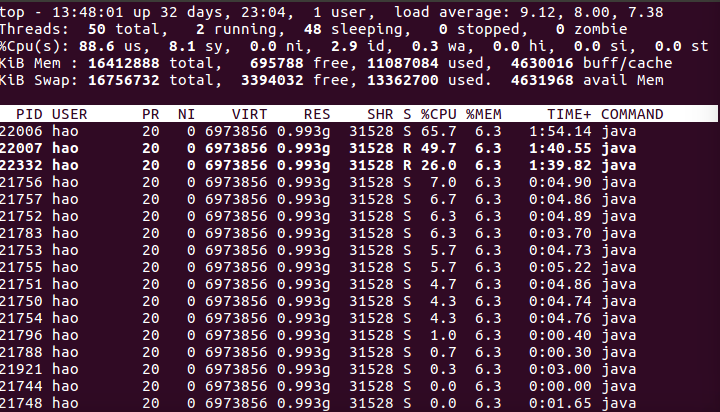 top - 13:48:01 up 32 days, 23:04,  1 user,  load average: 9.12, 8.00, 7.38
Threads:  50 total,   2 running,  48 sleeping,   0 stopped,   0 zombie
%Cpu(s): 88.6 us,  8.1 sy,  0.0 ni,  2.9 id,  0.3 wa,  0.0 hi,  0.0 si,  0.0 st
KiB Mem : 16412888 total,   695788 free, 11087084 used,  4630016 buff/cache
KiB Swap: 16756732 total,  3394032 free, 13362700 used.  4631968 avail Mem
PID USER      PR  NI    VIRT    RES    SHR S %CPU %MEM     TIME+ COMMAND
22006 hao       20   0 6973856 0.993g  31528 S 65.7  6.3   1:54.14 java
22007 hao       20   0 6973856 0.993g  31528 R 49.7  6.3   1:40.55 java
22332 hao       20   0 6973856 0.993g  31528 R 26.0  6.3   1:39.82 java
21756 hao       20   0 6973856 0.993g  31528 S  7.0  6.3   0:04.90 java
21757 hao       20   0 6973856 0.993g  31528 S  6.7  6.3   0:04.86 java
21752 hao       20   0 6973856 0.993g  31528 S  6.3  6.3   0:04.89 java
21783 hao       20   0 6973856 0.993g  31528 S  6.3  6.3   0:03.70 java
21753 hao       20   0 6973856 0.993g  31528 S  5.7  6.3   0:04.73 java
21755 hao       20   0 6973856 0.993g  31528 S  5.7  6.3   0:05.22 java
21751 hao       20   0 6973856 0.993g  31528 S  4.7  6.3   0:04.86 java
21750 hao       20   0 6973856 0.993g  31528 S  4.3  6.3   0:04.74 java
21754 hao       20   0 6973856 0.993g  31528 S  4.3  6.3   0:04.76 java
21796 hao       20   0 6973856 0.993g  31528 S  1.0  6.3   0:00.40 java
21788 hao       20   0 6973856 0.993g  31528 S  0.7  6.3   0:00.30 java
21921 hao       20   0 6973856 0.993g  31528 S  0.3  6.3   0:03.00 java
21744 hao       20   0 6973856 0.993g  31528 S  0.0  6.3   0:00.00 java
21748 hao       20   0 6973856 0.993g  31528 S  0.0  6.3   0:01.65 java